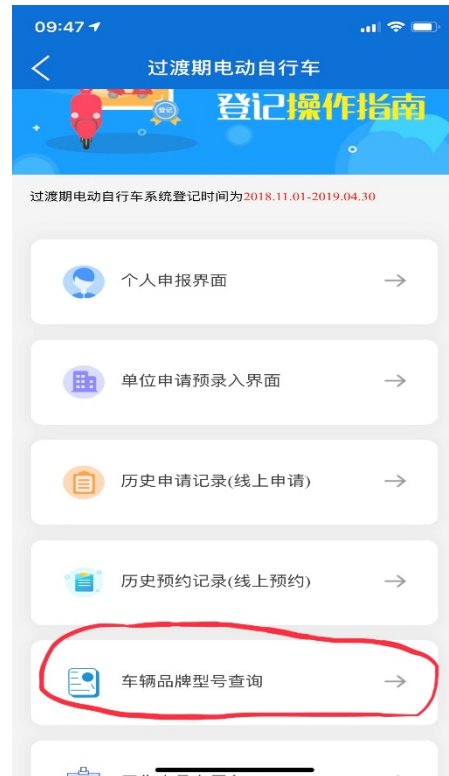 09:47
过渡期电动自行车
登记操作指南
登记
过渡期电动自行车系统登记时间为2018.11.01-2019.04.30
个人申报界面
单位申请预录入界面
历史申请记录(线上申请)
历史预约记录(线上预约)
车辆品牌型号查询